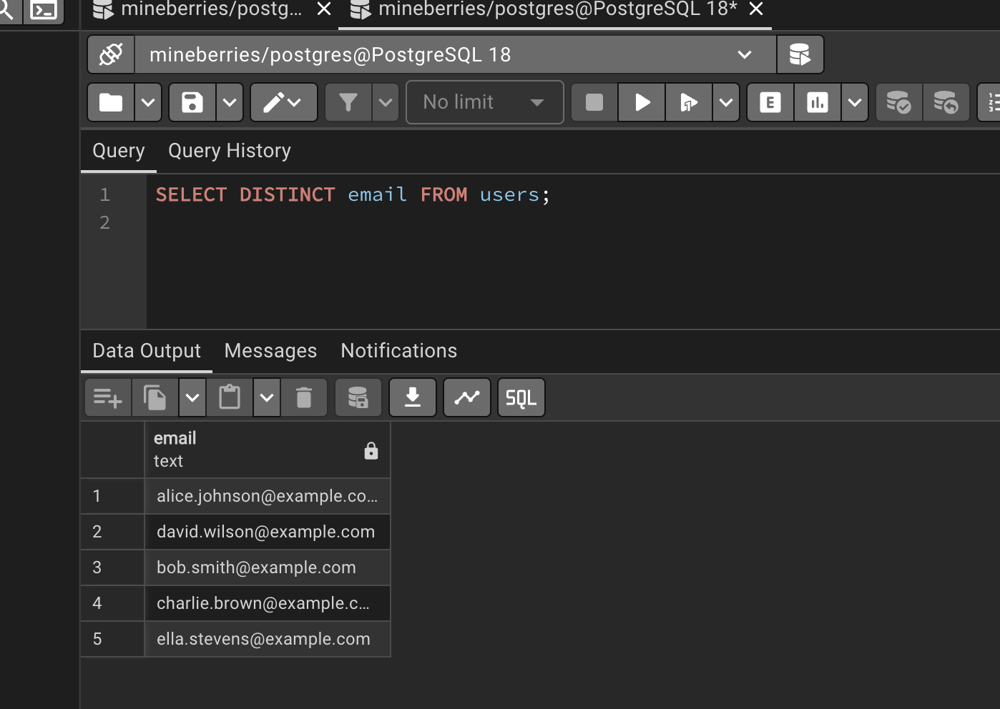 mineberries/postg...
mineberries/postgres@PostgreSQL 18*
mineberries/postgres@PostgreSQL 18
No limit
E
Query Query History
1 SELECT DISTINCT email FROM users;
2
Data Output Messages Notifications
SQL
email
text
1 alice.johnson@example.co...
2 david.wilson@example.com
3 bob.smith@example.com
4 charlie.brown@example.c...
5 ella.stevens@example.com